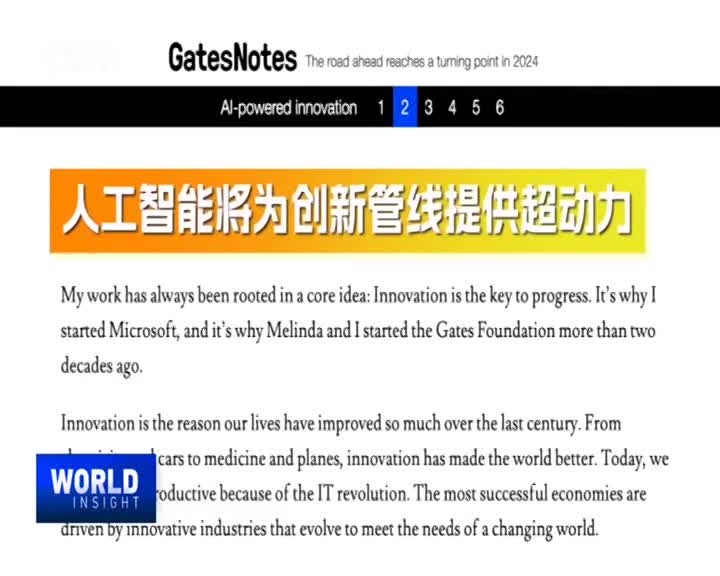 GatesNotes The road ahead reaches a turning point in 2024
AI-powered innovation 1 2 3 4 5 6
人工智能将为创新管线提供超动力
My work has always been rooted in a core idea: Innovation is the key to progress. It's why I
started Microsoft, and it's why Melinda and I started the Gates Foundation more than two
decades ago.
Innovation is the reason our lives have improved so much over the last century. From
cars to medicine and planes, innovation has made the world better. Today, we
because of the IT revolution. The most successful economies are
driven by innovative industries that evolve to meet the needs of a changing world.
WORLD
INSIGHT